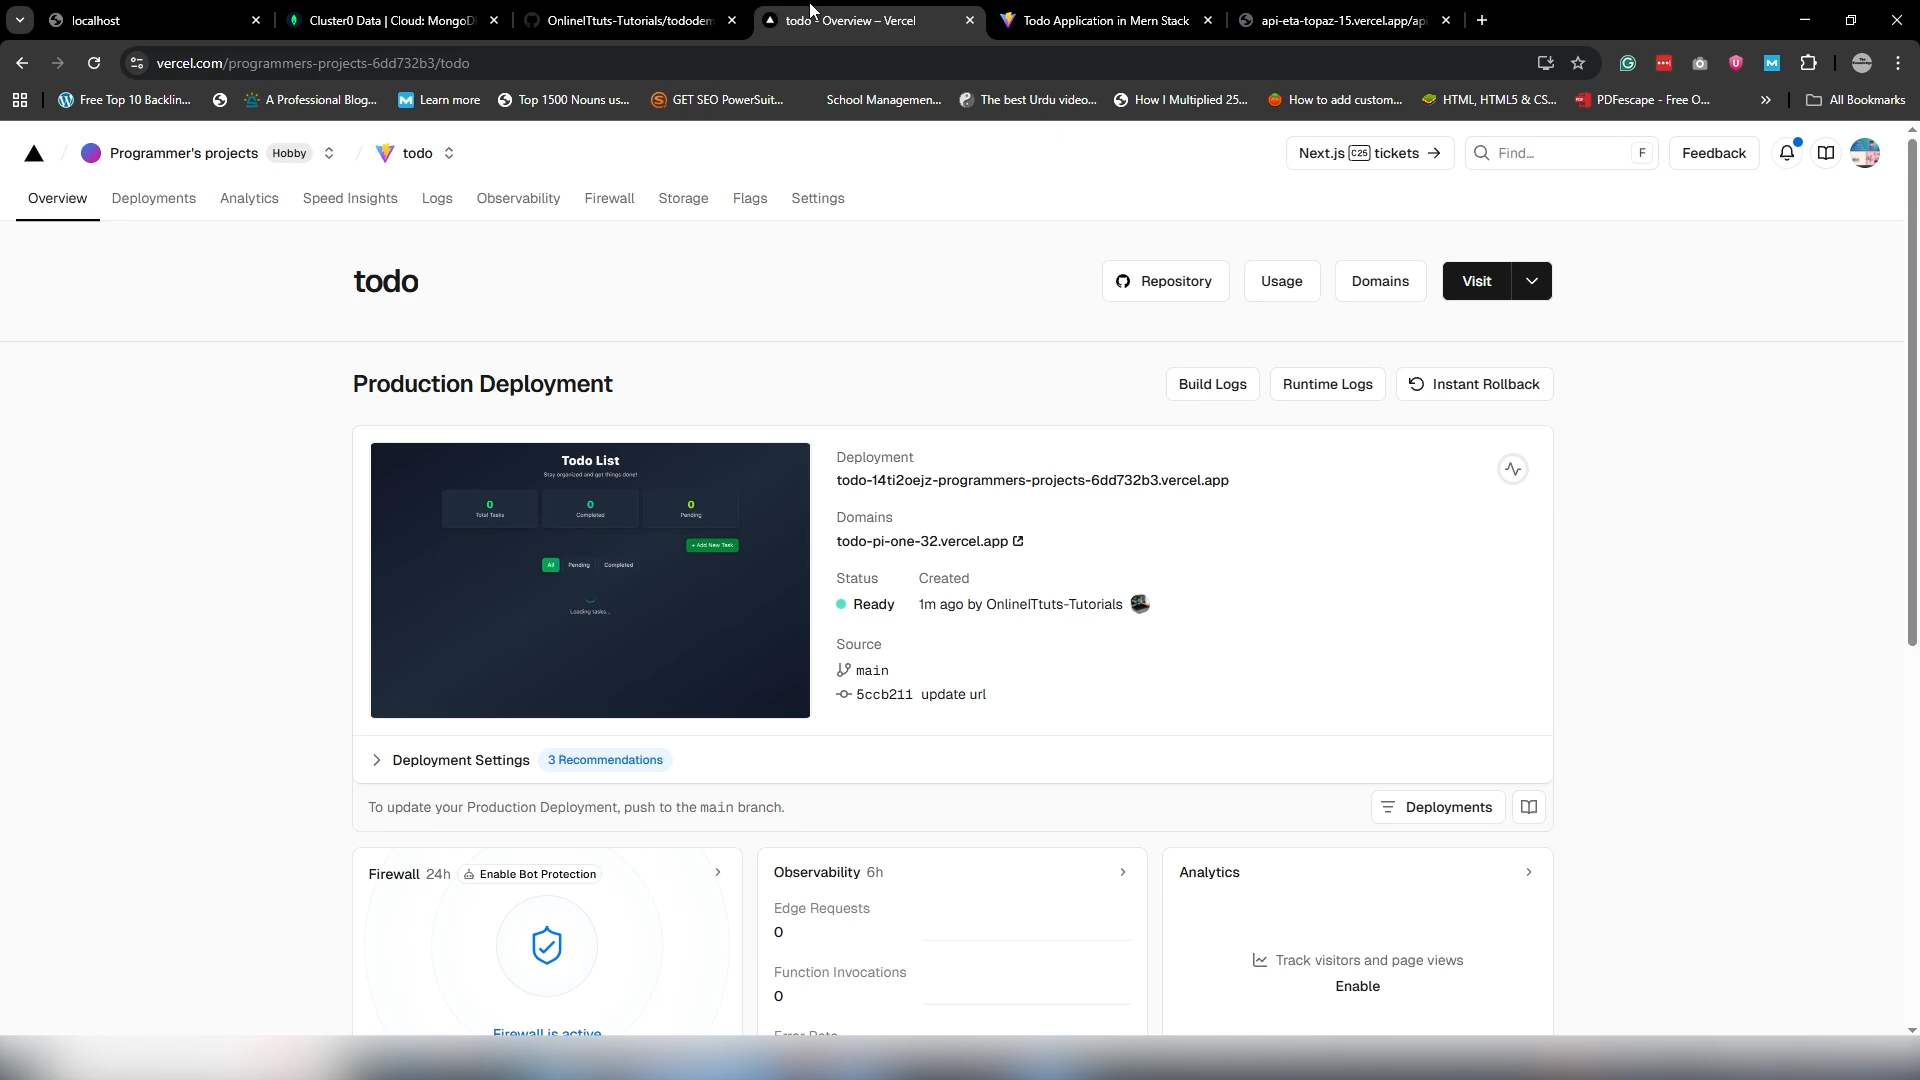 localhost
Cluster0 Data | Cloud: MongoD
OnlineITtuts-Tutorials/tododem
todo – Overview – Vercel
Todo Application in Mern Stack
api-eta-topaz-15.vercel.app/api
vercel.com/programmers-projects-6dd732b3/todo
Free Top 10 Backlin...
A Professional Blog...
Learn more
Top 1500 Nouns us...
GET SEO PowerSuit...
School Managemen...
The best Urdu video...
How I Multiplied 25...
How to add custom...
HTML, HTML5 & CS...
PDFescape - Free O...
All Bookmarks
Programmer's projects Hobby
todo
Next.js C25 tickets →
Find... F
Feedback
Overview
Deployments
Analytics
Speed Insights
Logs
Observability
Firewall
Storage
Flags
Settings
todo
Repository
Usage
Domains
Visit
Production Deployment
Build Logs
Runtime Logs
Instant Rollback
Todo List
Stay organized and get things done!
0
Total Tasks
0
Completed
0
Pending
+ Add New Task
All
Pending
Completed
Loading tasks...
Deployment
todo-14ti2oejz-programmers-projects-6dd732b3.vercel.app
Domains
todo-pi-one-32.vercel.app
Status Created
Ready 1m ago by OnlineITtuts-Tutorials
Source
main
5ccb211 update url
Deployment Settings 3 Recommendations
To update your Production Deployment, push to the main branch.
Deployments
Firewall 24h Enable Bot Protection
Firewall is active
Observability 6h
Edge Requests
0
Function Invocations
0
Error Rate
Analytics
Track visitors and page views
Enable